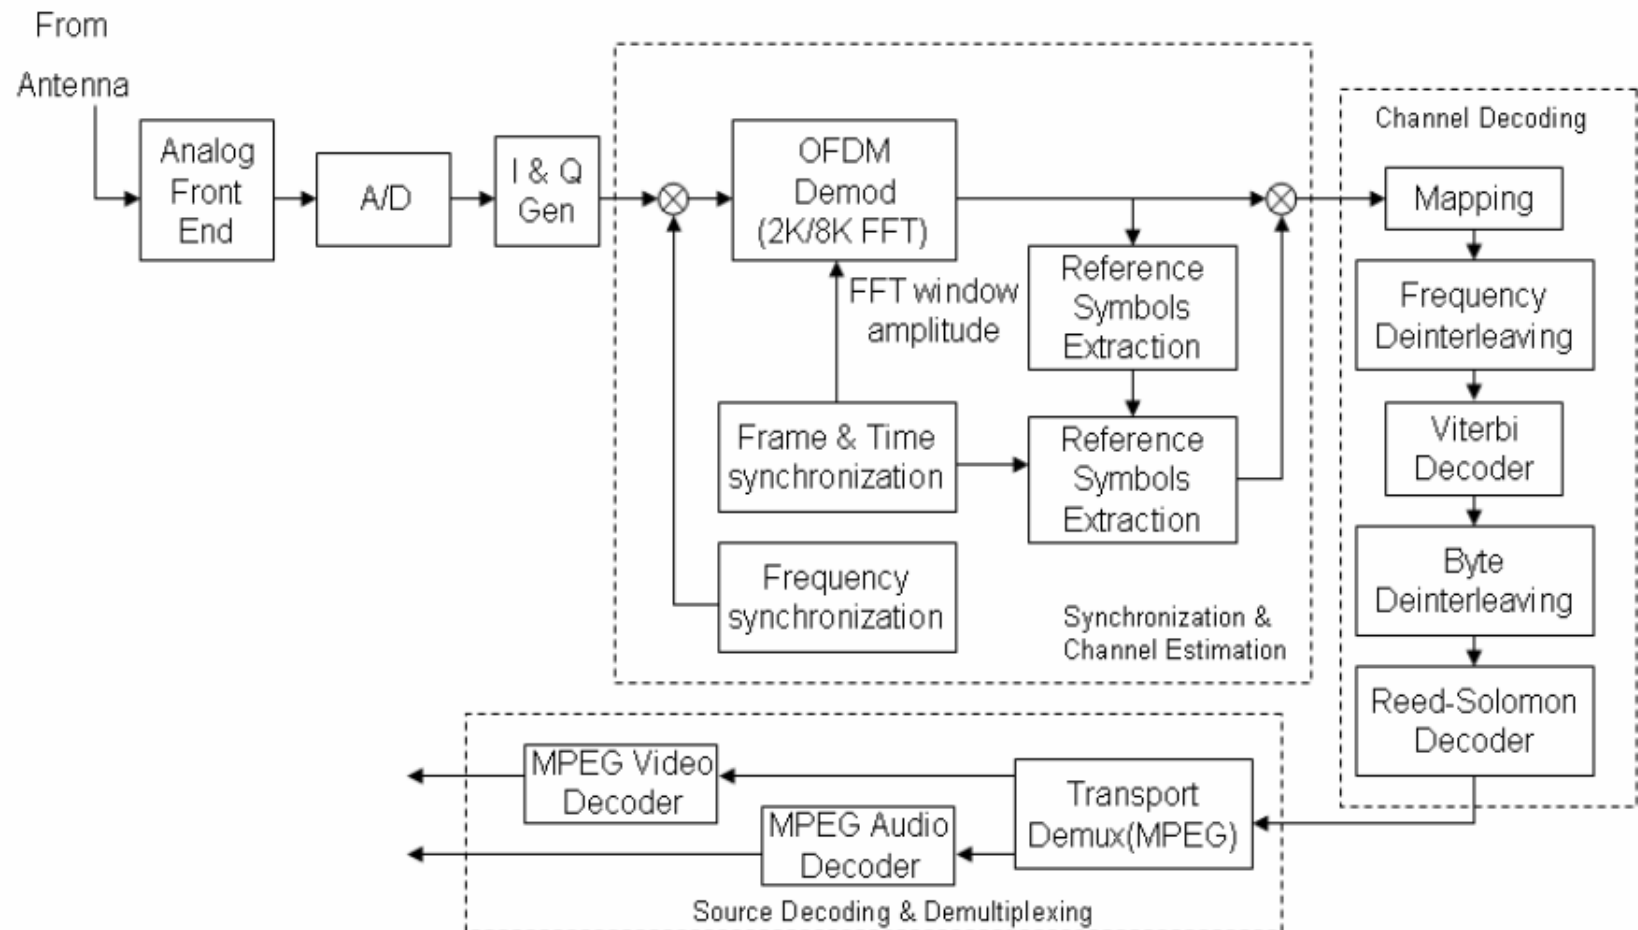 From
Antenna
Analog
Front
End
A/D
I & Q
Gen
OFDM
Demod
(2K/8K FFT)
FFT window
amplitude
Reference
Symbols
Extraction
Frame & Time
synchronization
Reference
Symbols
Extraction
Frequency
synchronization
Synchronization &
Channel Estimation
Channel Decoding
Mapping
Frequency
Deinterleaving
Viterbi
Decoder
Byte
Deinterleaving
Reed-Solomon
Decoder
Transport
Demux(MPEG)
MPEG Video
Decoder
MPEG Audio
Decoder
Source Decoding & Demultiplexing